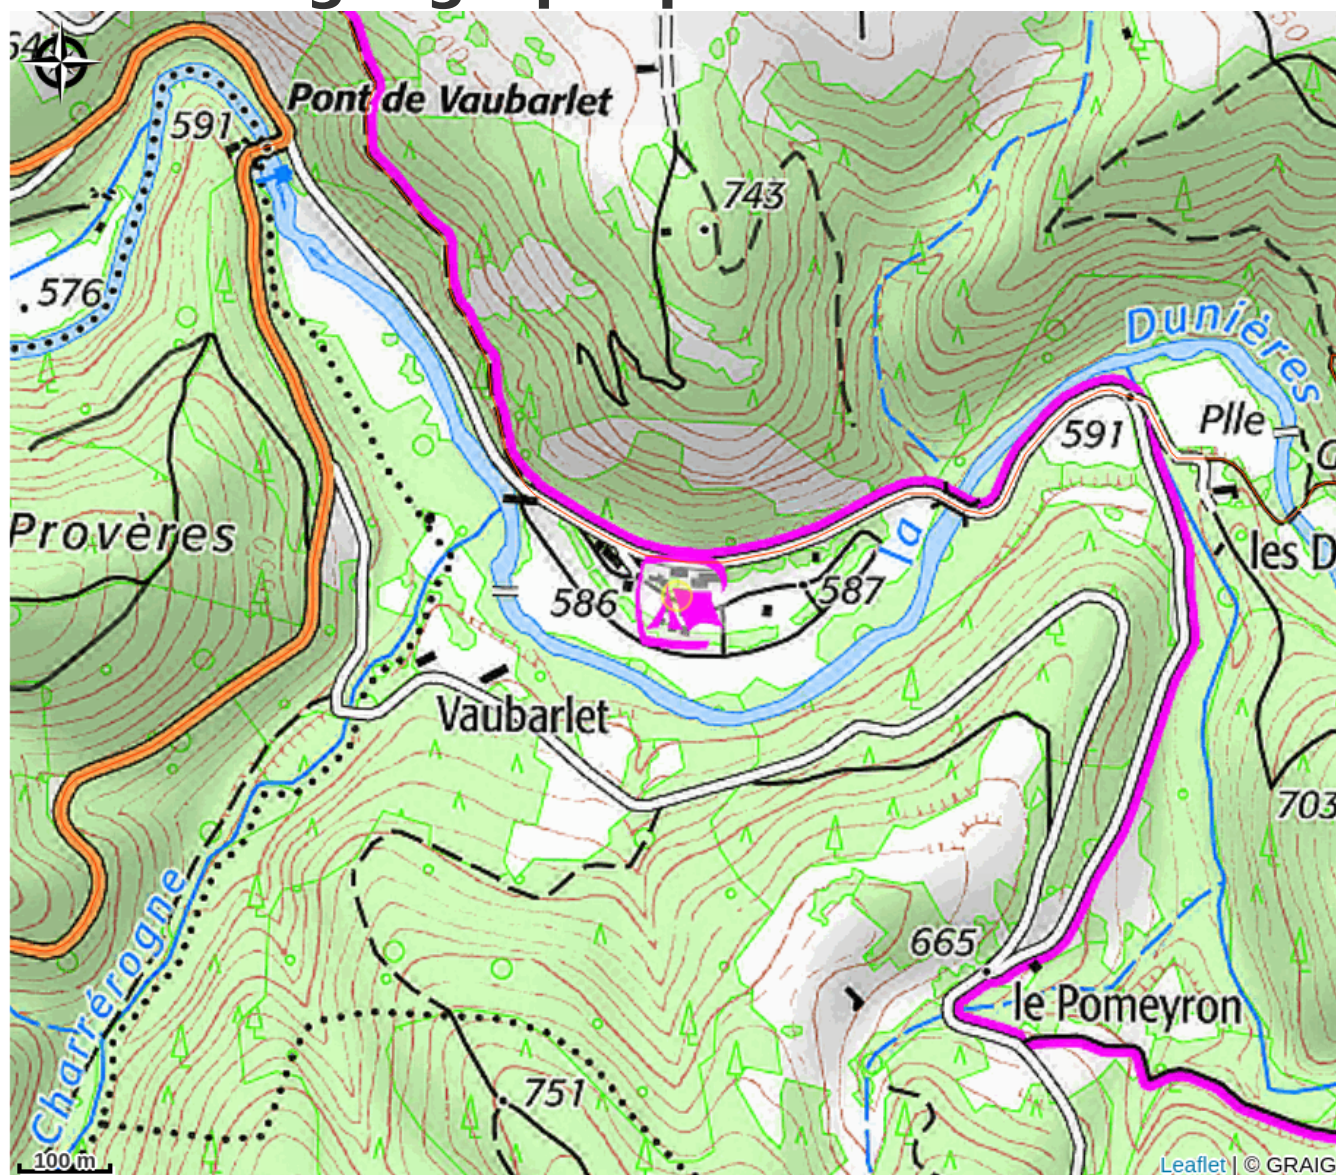 Pont de Vaubarlet
591
743
576
Dunières
Plle
591
Provères
la
les D
586
587
Vaubarlet
703
Charrérogne
665
le Pomeyron
751
100 m
Leaflet | © GRAIG